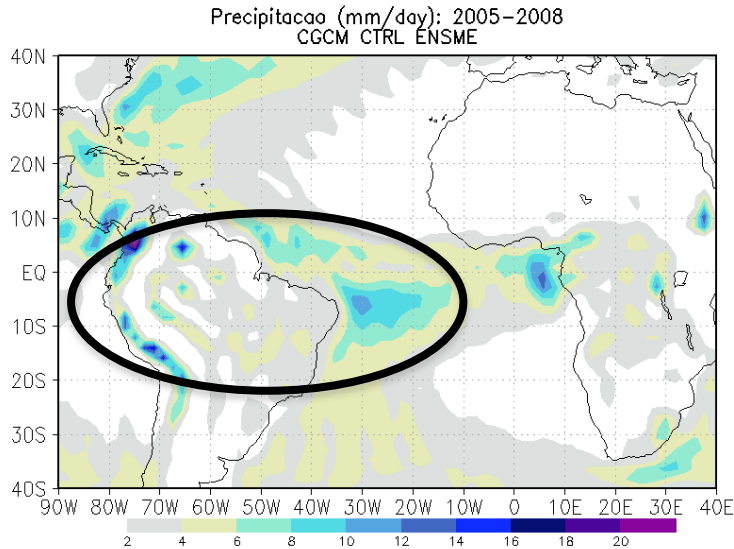 Precipitacao (mm/day): 2005-2008
CGCM CTRL ENSME
40N
30N
20N
10N
EQ
10S
20S
30S
40S
90W 80W 70W 60W 50W 40W 30W 20W 10W 0 10E 20E 30E 40E
2 4 6 8 10 12 14 16 18 20